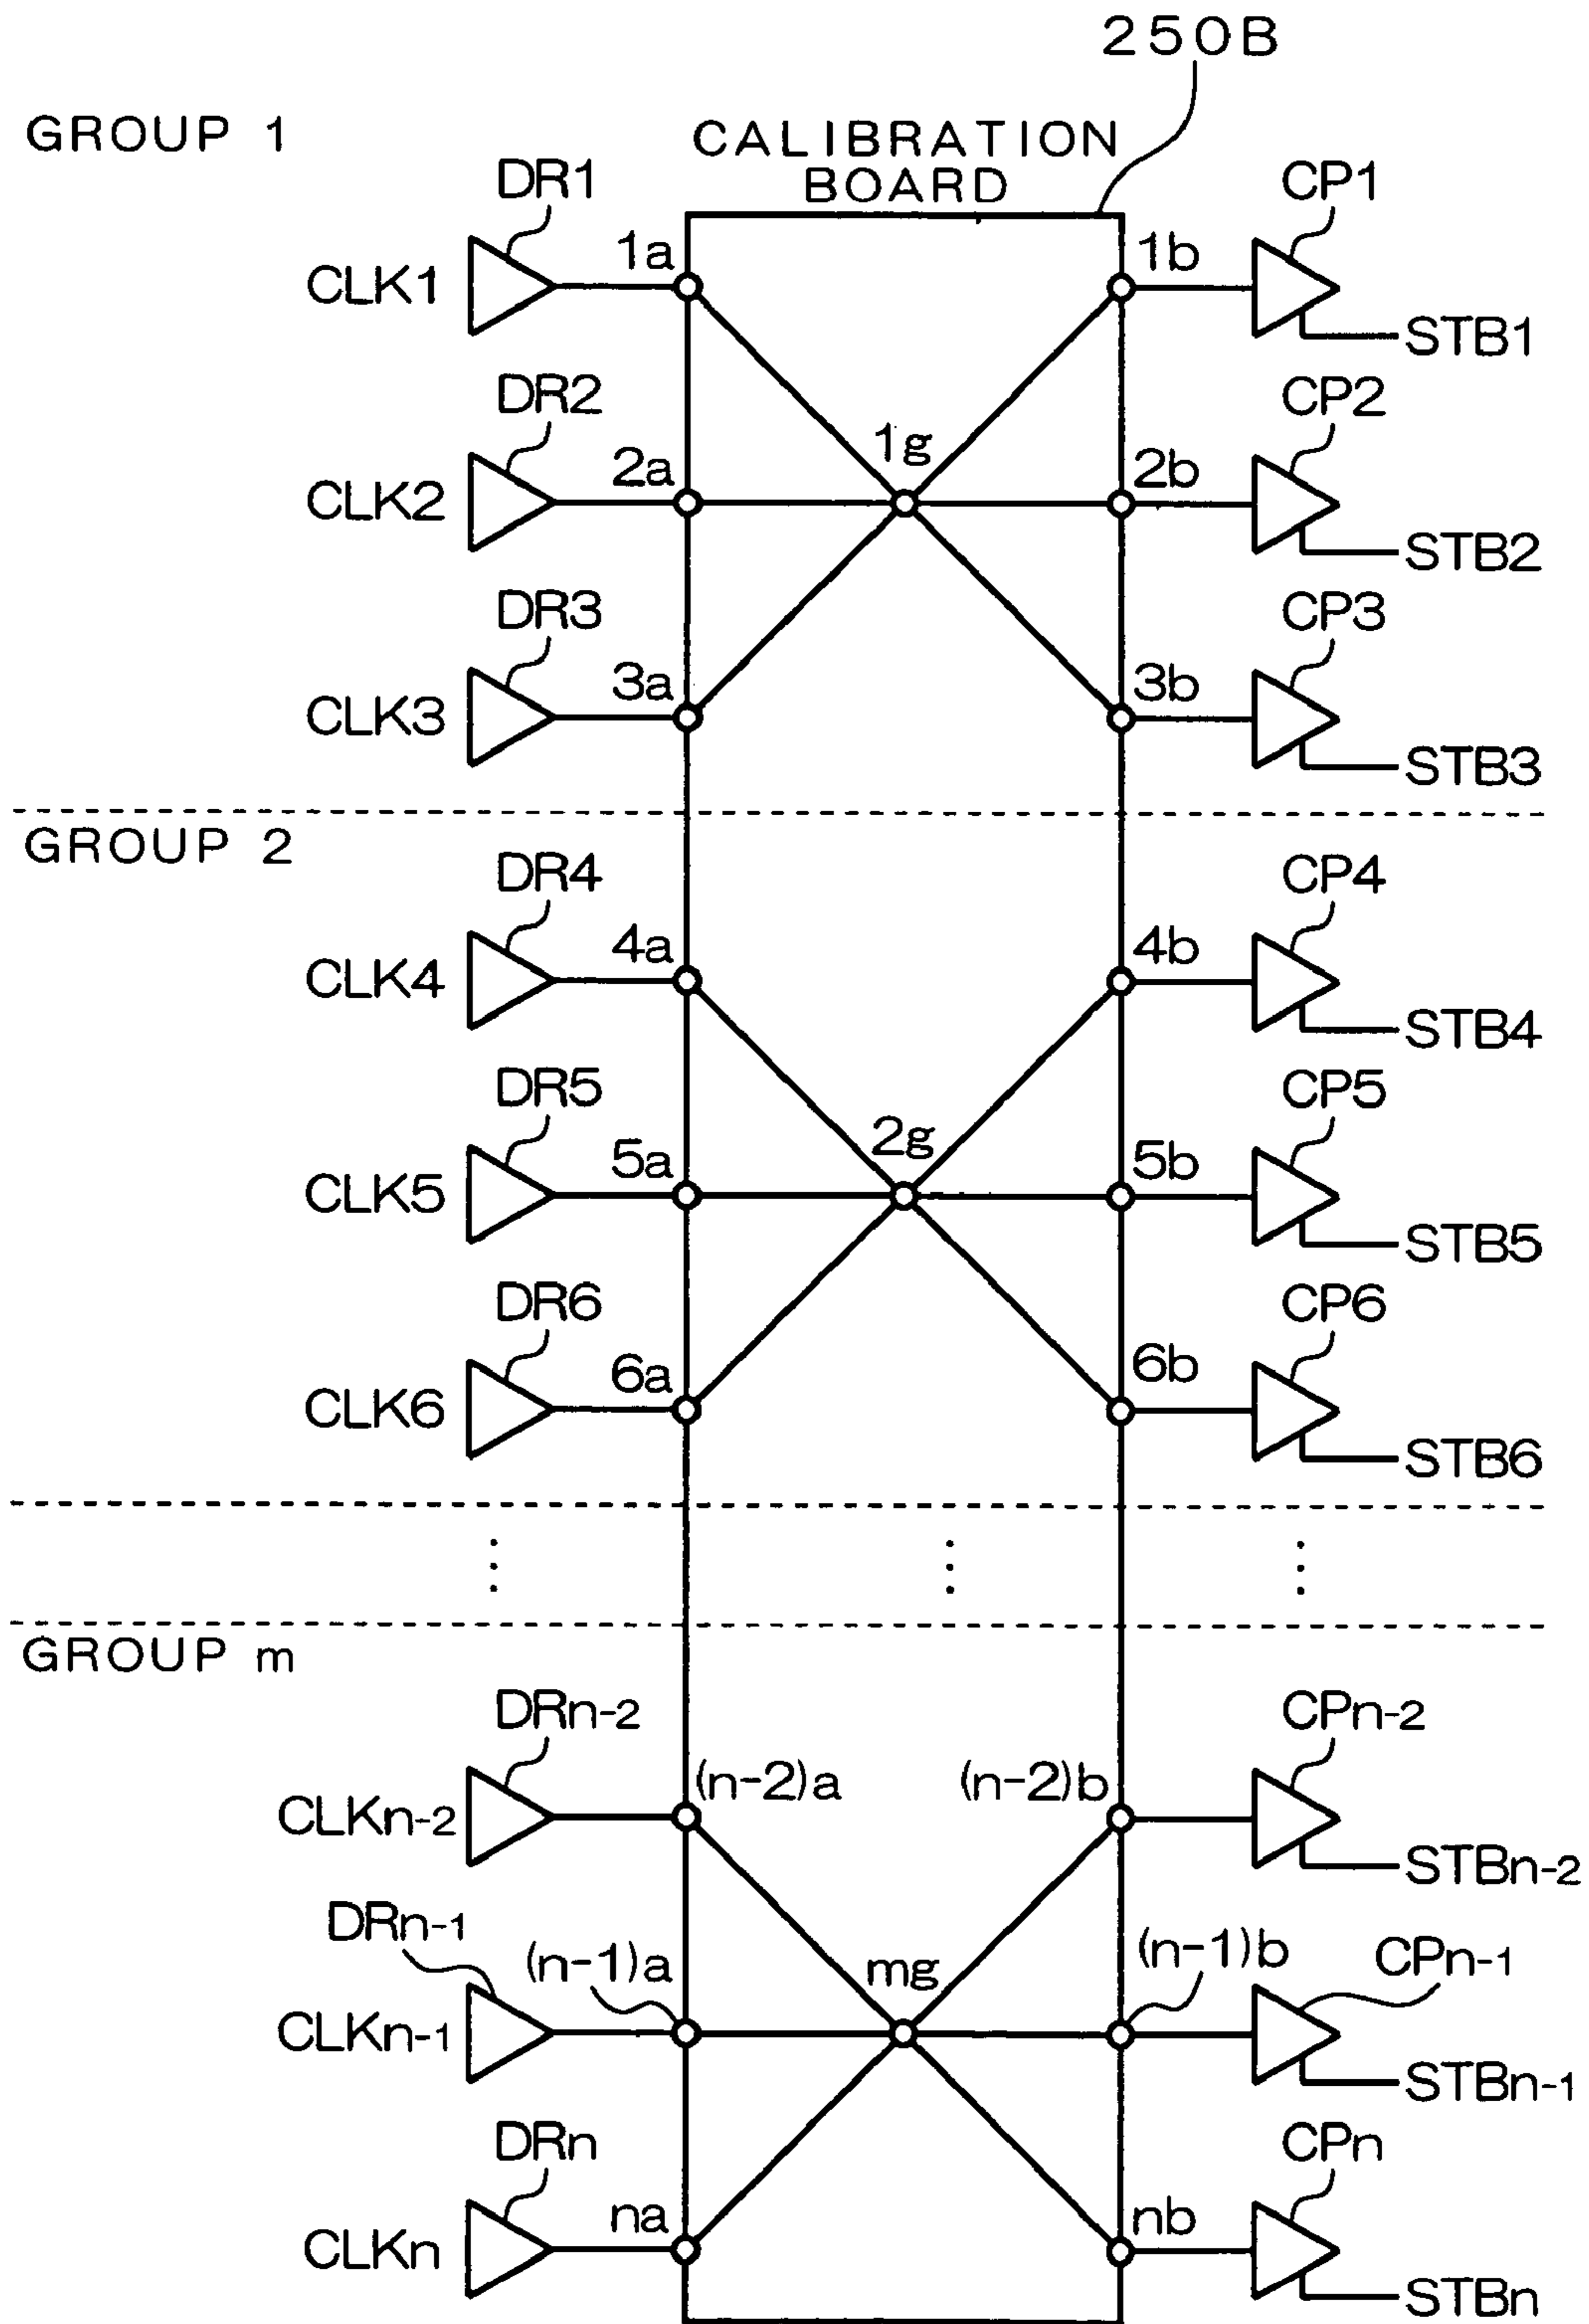 250B
GROUP 1
CALIBRATION
BOARD
DR1
CP1
1a
1b
CLK1
STB1
DR2
CP2
1g
2a
2b
CLK2
STB2
DR3
CP3
3a
3b
CLK3
STB3
GROUP 2
DR4
CP4
4a
4b
CLK4
STB4
DR5
CP5
2g
5a
5b
CLK5
STB5
DR6
CP6
6a
6b
CLK6
STB6
GROUP m
DRn-2
CPn-2
(n-2)a
(n-2)b
CLKn-2
STBn-2
DRn-1
(n-1)a
mg
(n-1)b
CPn-1
CLKn-1
STBn-1
DRn
CPn
na
nb
CLKn
STBn